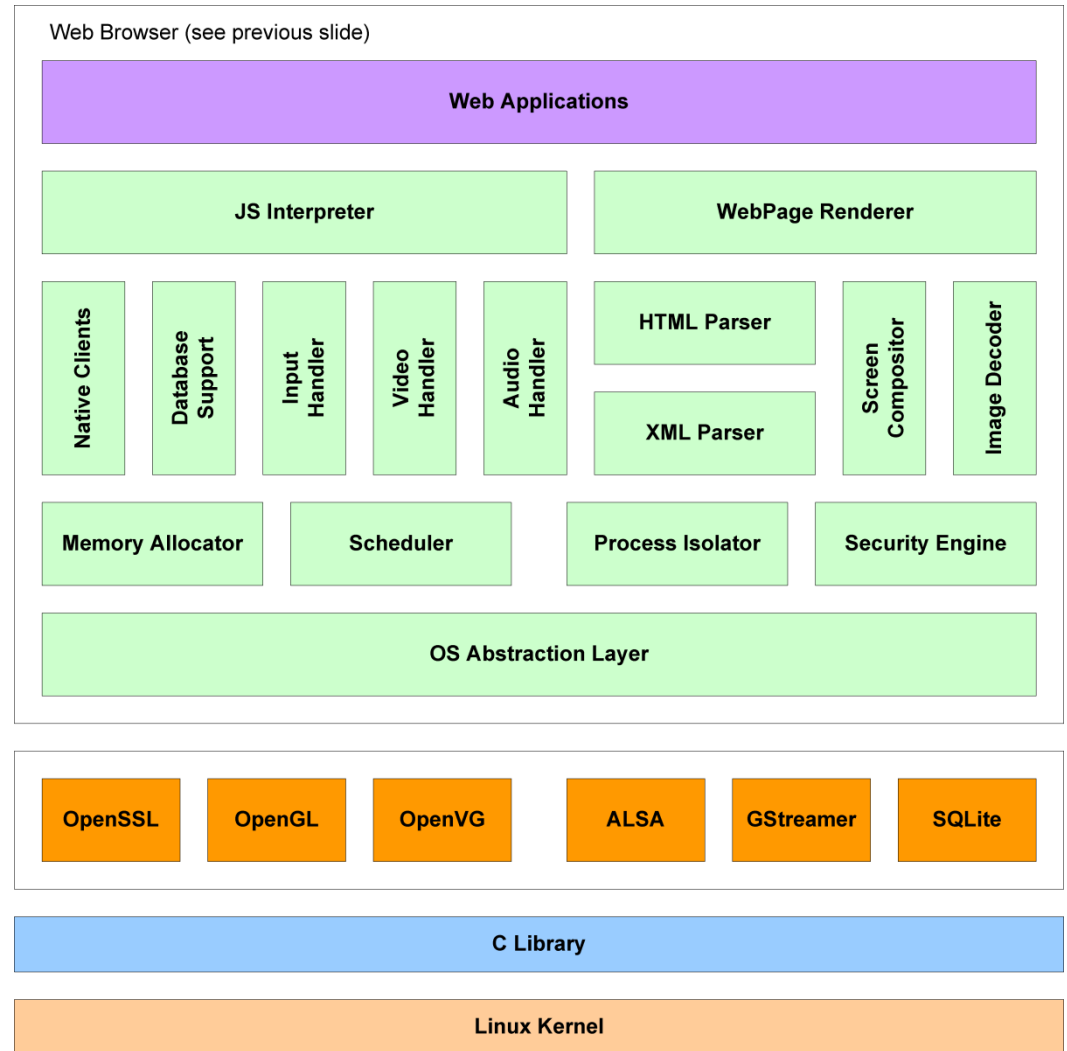 Web Browser (see previous slide)
Web Applications
JS Interpreter
WebPage Renderer
Native Clients
Database
Support
Input
Handler
Video
Handler
Audio
Handler
HTML Parser
XML Parser
Screen
Compositor
Image Decoder
Memory Allocator
Scheduler
Process Isolator
Security Engine
OS Abstraction Layer
OpenSSL
OpenGL
OpenVG
ALSA
GStreamer
SQLite
C Library
Linux Kernel